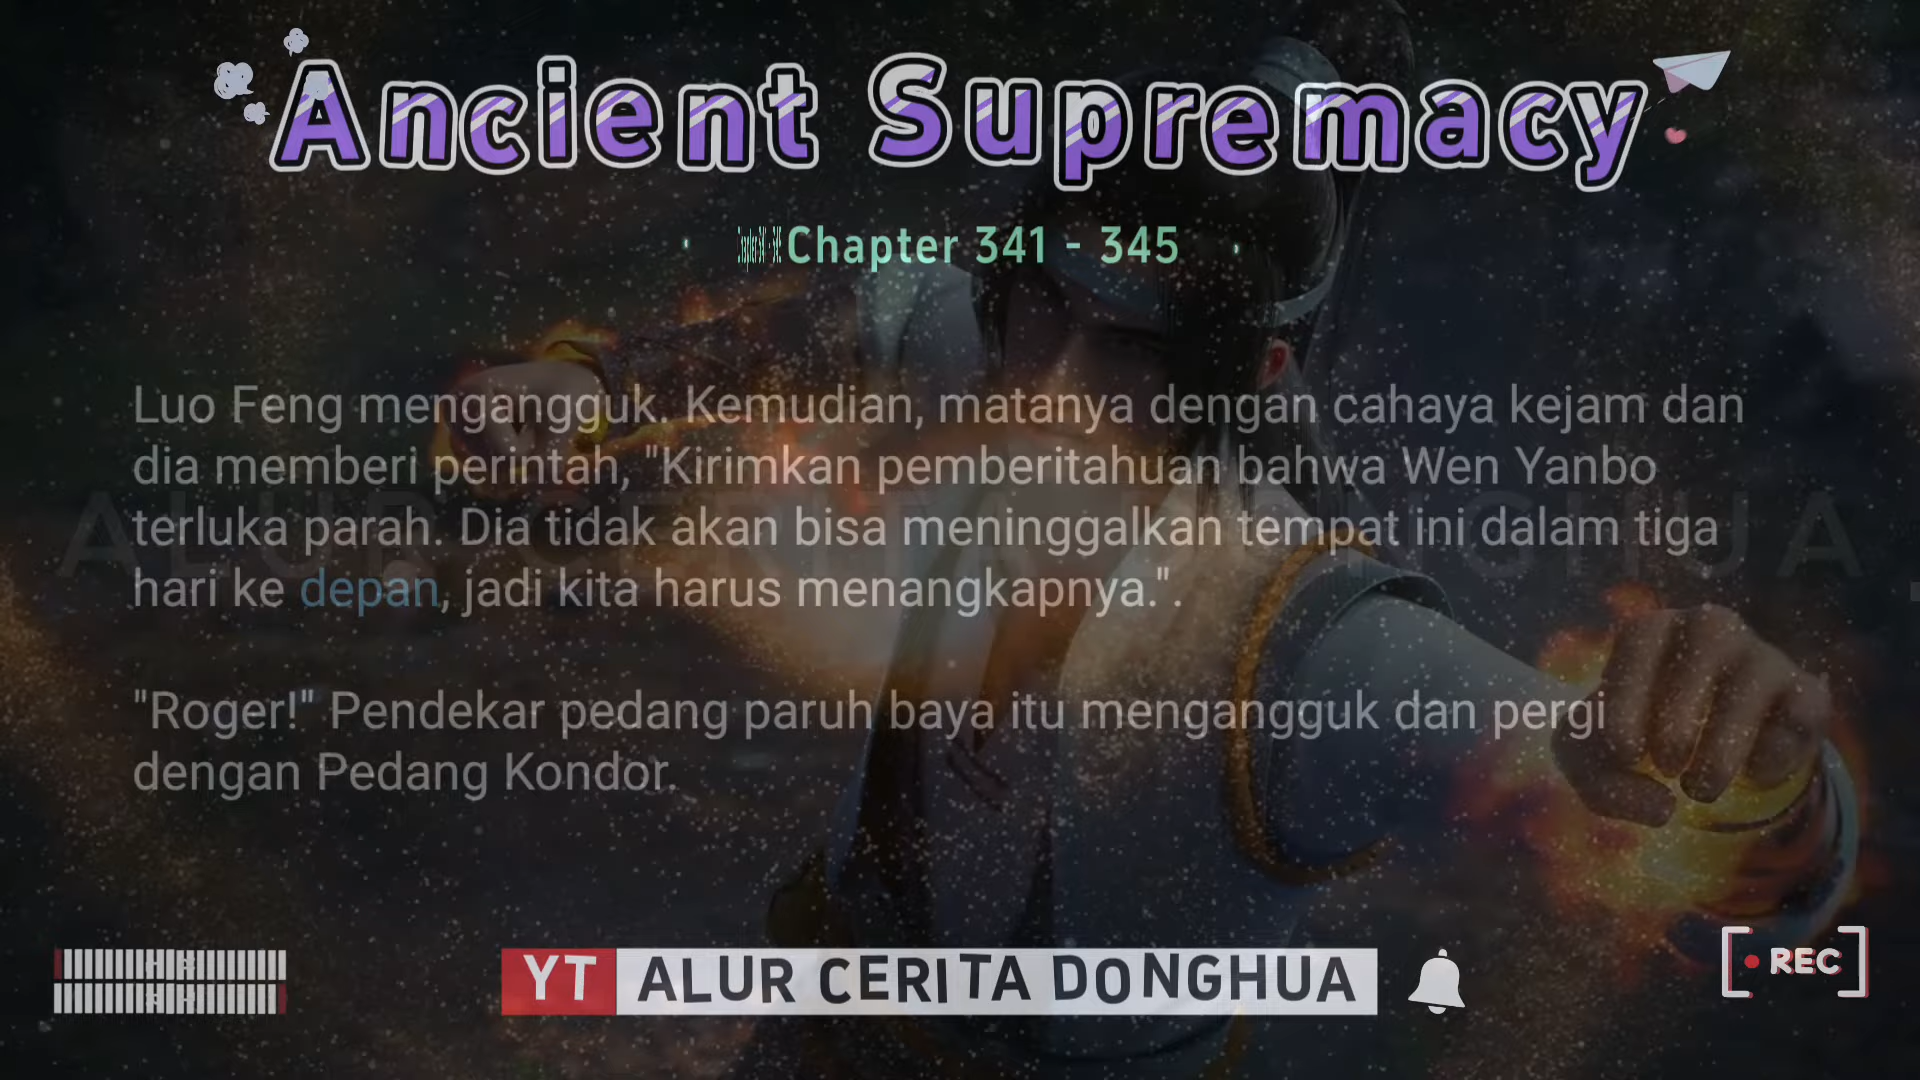 Ancient Supremacy
Chapter 341 - 345
Luo Feng mengangguk. Kemudian, matanya dengan cahaya kejam dan
dia memberi perintah, "Kirimkan pemberitahuan bahwa Wen Yanbo
terluka parah. Dia tidak akan bisa meninggalkan tempat ini dalam tiga
hari ke depan, jadi kita harus menangkapnya.".
"Roger!" Pendekar pedang paruh baya itu mengangguk dan pergi
dengan Pedang Kondor.
ALUR CERITA DONGHUA
YT ALUR CERITA DONGHUA
REC